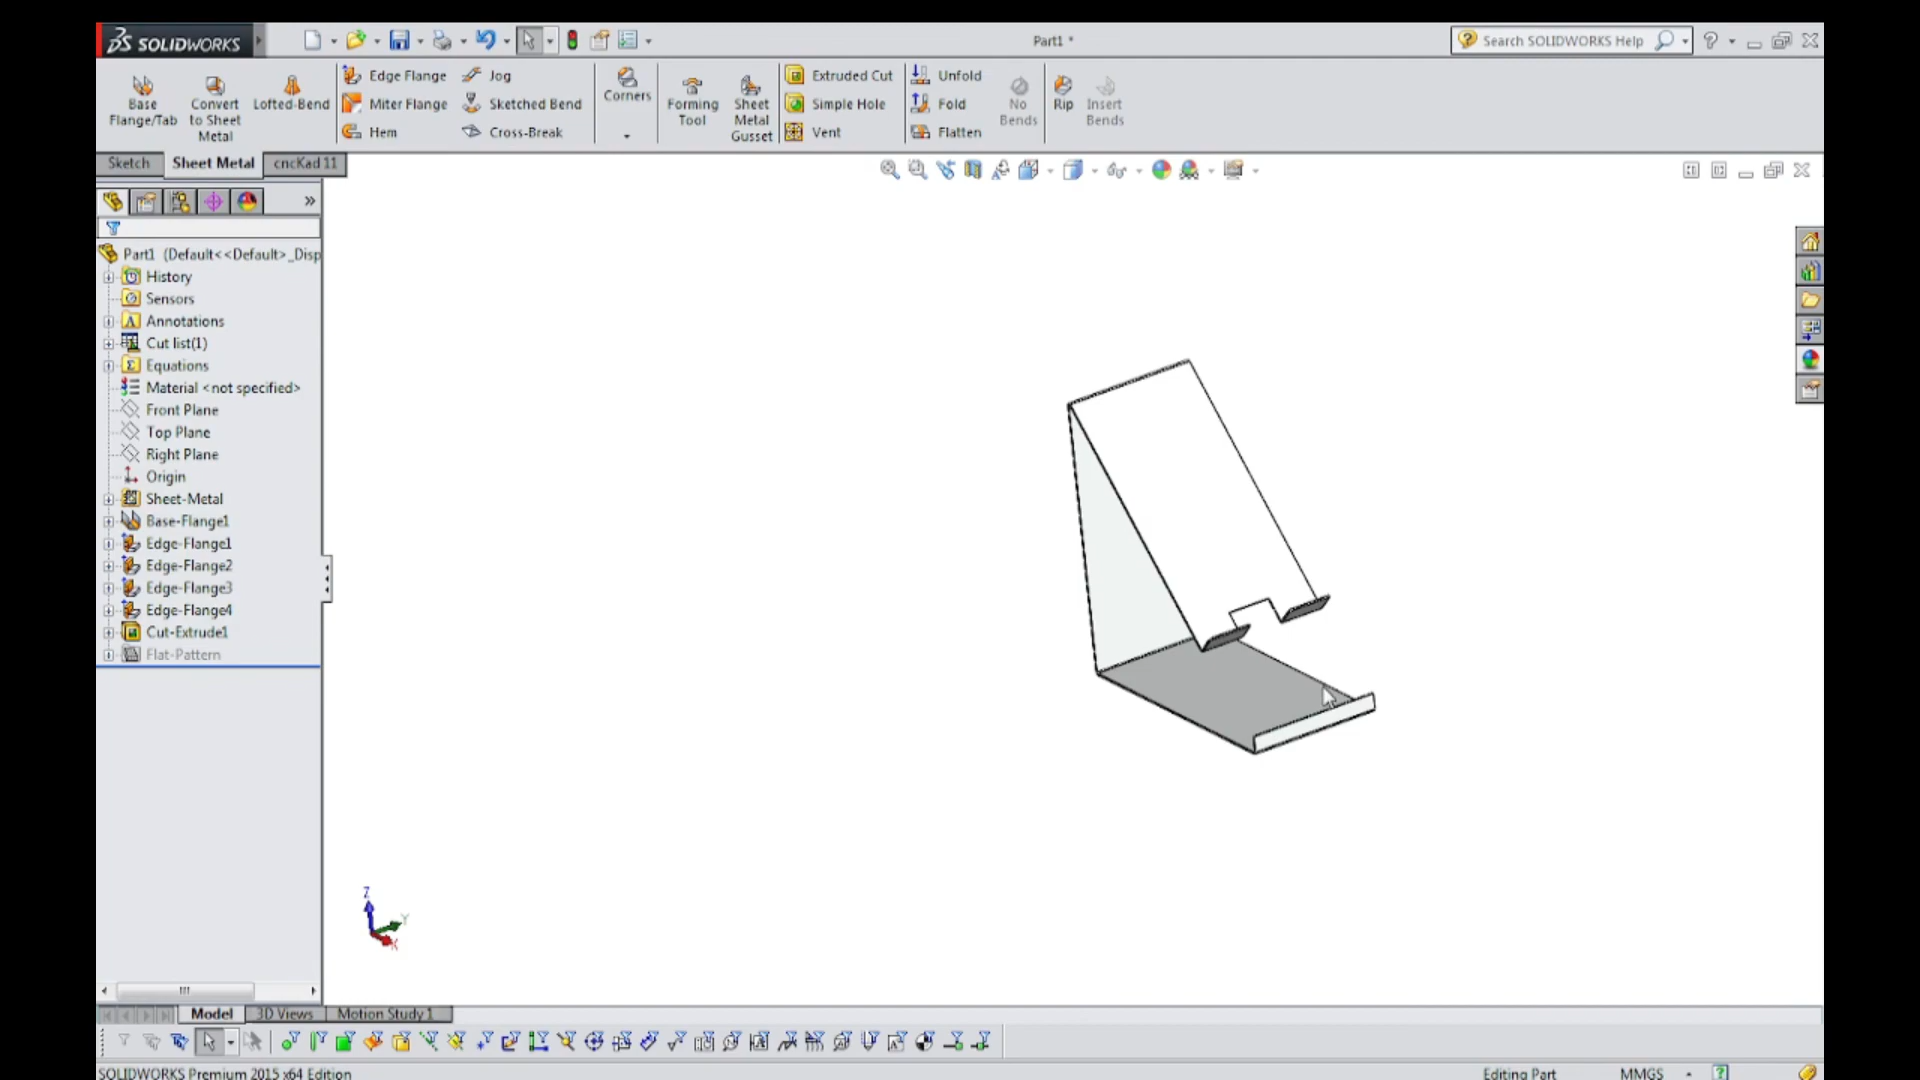 SOLIDWORKS
Part1 *
Search SOLIDWORKS Help
Base Flange/Tab
Convert to Sheet Metal
Lofted-Bend
Edge Flange
Miter Flange
Hem
Jog
Sketched Bend
Cross-Break
Corners
Forming Tool
Sheet Metal Gusset
Extruded Cut
Simple Hole
Vent
Unfold
Fold
Flatten
No Bends
Rip
Insert Bends
Sketch
Sheet Metal
cncKad 11
Part1 (Default<<Default>_Disp
History
Sensors
Annotations
Cut list(1)
Equations
Material <not specified>
Front Plane
Top Plane
Right Plane
Origin
Sheet-Metal
Base-Flange1
Edge-Flange1
Edge-Flange2
Edge-Flange3
Edge-Flange4
Cut-Extrude1
Flat-Pattern
Z
Y
X
Model
3D Views
Motion Study 1
SOLIDWORKS Premium 2015 x64 Edition
Editing Part
MMGS